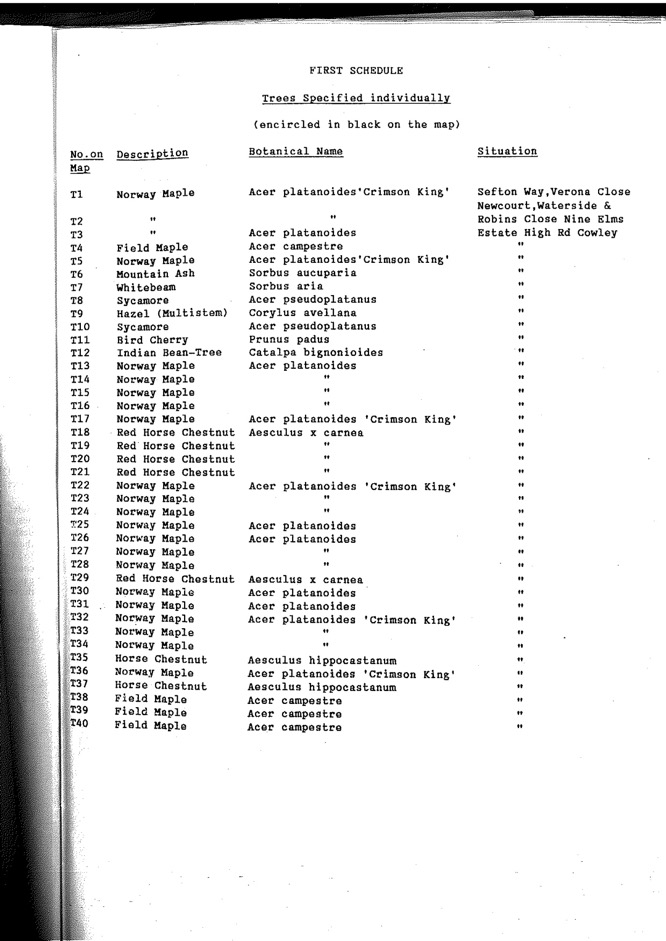 FIRST SCHEDULE
Trees Specified individually
(encircled in black on the map)
No.on Description Botanical Name Situation
Map
T1 Norway Maple Acer platanoides'Crimson King' Sefton Way,Verona Close
Newcourt,Waterside &
T2 " " Robins Close Nine Elms
T3 " Acer platanoides Estate High Rd Cowley
T4 Field Maple Acer campestre "
T5 Norway Maple Acer platanoides'Crimson King' "
T6 Mountain Ash Sorbus aucuparia "
T7 Whitebeam Sorbus aria "
T8 Sycamore Acer pseudoplatanus "
T9 Hazel (Multistem) Corylus avellana "
T10 Sycamore Acer pseudoplatanus "
T11 Bird Cherry Prunus padus "
T12 Indian Bean-Tree Catalpa bignonioides "
T13 Norway Maple Acer platanoides "
T14 Norway Maple " "
T15 Norway Maple " "
T16 Norway Maple " "
T17 Norway Maple Acer platanoides 'Crimson King' "
T18 Red Horse Chestnut Aesculus x carnea "
T19 Red Horse Chestnut " "
T20 Red Horse Chestnut " "
T21 Red Horse Chestnut " "
T22 Norway Maple Acer platanoides 'Crimson King' "
T23 Norway Maple " "
T24 Norway Maple " "
T25 Norway Maple Acer platanoides "
T26 Norway Maple Acer platanoides "
T27 Norway Maple " "
T28 Norway Maple " "
T29 Red Horse Chestnut Aesculus x carnea "
T30 Norway Maple Acer platanoides "
T31 Norway Maple Acer platanoides "
T32 Norway Maple Acer platanoides 'Crimson King' "
T33 Norway Maple " "
T34 Norway Maple " "
T35 Horse Chestnut Aesculus hippocastanum "
T36 Norway Maple Acer platanoides 'Crimson King' "
T37 Horse Chestnut Aesculus hippocastanum "
T38 Field Maple Acer campestre "
T39 Field Maple Acer campestre "
T40 Field Maple Acer campestre "